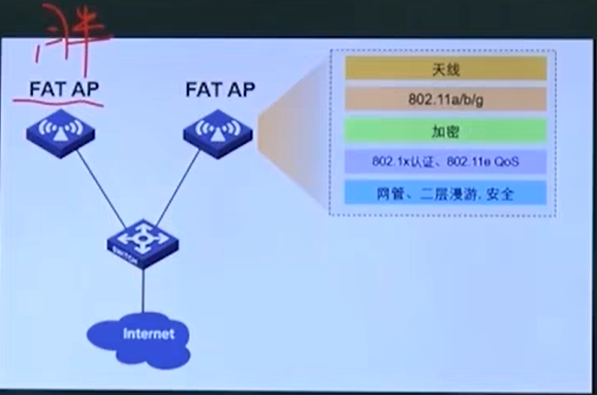 胖
FAT AP
FAT AP
天线
802.11a/b/g
加密
802.1x认证、802.11e QoS
网管、二层漫游, 安全
SWITCH
Internet